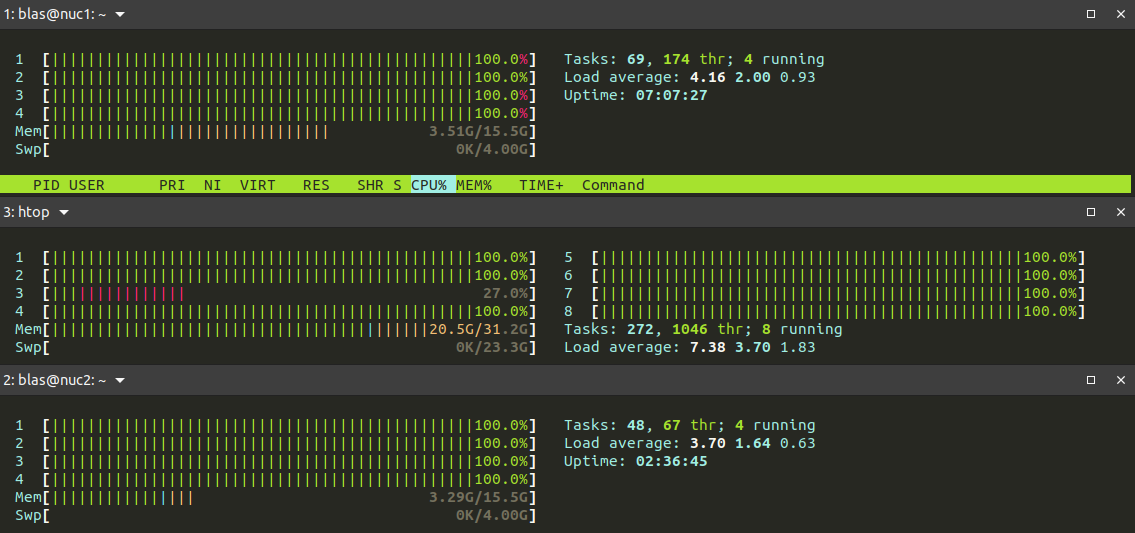 1: blas@nuc1: ~
1 [||||||||||||||||||||||||||||||||||||||||||||||||100.0%] Tasks: 69, 174 thr; 4 running
2 [||||||||||||||||||||||||||||||||||||||||||||||||100.0%] Load average: 4.16 2.00 0.93
3 [||||||||||||||||||||||||||||||||||||||||||||||||100.0%] Uptime: 07:07:27
4 [||||||||||||||||||||||||||||||||||||||||||||||||100.0%]
Mem[||||||||||||||||||||||||||||||| 3.51G/15.5G]
Swp[ 0K/4.00G]
PID USER PRI NI VIRT RES SHR S CPU% MEM% TIME+ Command
3: htop
1 [||||||||||||||||||||||||||||||||||||||||||||||||100.0%] 5 [||||||||||||||||||||||||||||||||||||||||||||||||100.0%]
2 [||||||||||||||||||||||||||||||||||||||||||||||||100.0%] 6 [||||||||||||||||||||||||||||||||||||||||||||||||100.0%]
3 [||||||||||||||| 27.0%] 7 [||||||||||||||||||||||||||||||||||||||||||||||||100.0%]
4 [||||||||||||||||||||||||||||||||||||||||||||||||100.0%] 8 [||||||||||||||||||||||||||||||||||||||||||||||||100.0%]
Mem[||||||||||||||||||||||||||||||||||||||||||20.5G/31.2G] Tasks: 272, 1046 thr; 8 running
Swp[ 0K/23.3G] Load average: 7.38 3.70 1.83
2: blas@nuc2: ~
1 [||||||||||||||||||||||||||||||||||||||||||||||||100.0%] Tasks: 48, 67 thr; 4 running
2 [||||||||||||||||||||||||||||||||||||||||||||||||100.0%] Load average: 3.70 1.64 0.63
3 [||||||||||||||||||||||||||||||||||||||||||||||||100.0%] Uptime: 02:36:45
4 [||||||||||||||||||||||||||||||||||||||||||||||||100.0%]
Mem[|||||||||||||||| 3.29G/15.5G]
Swp[ 0K/4.00G]